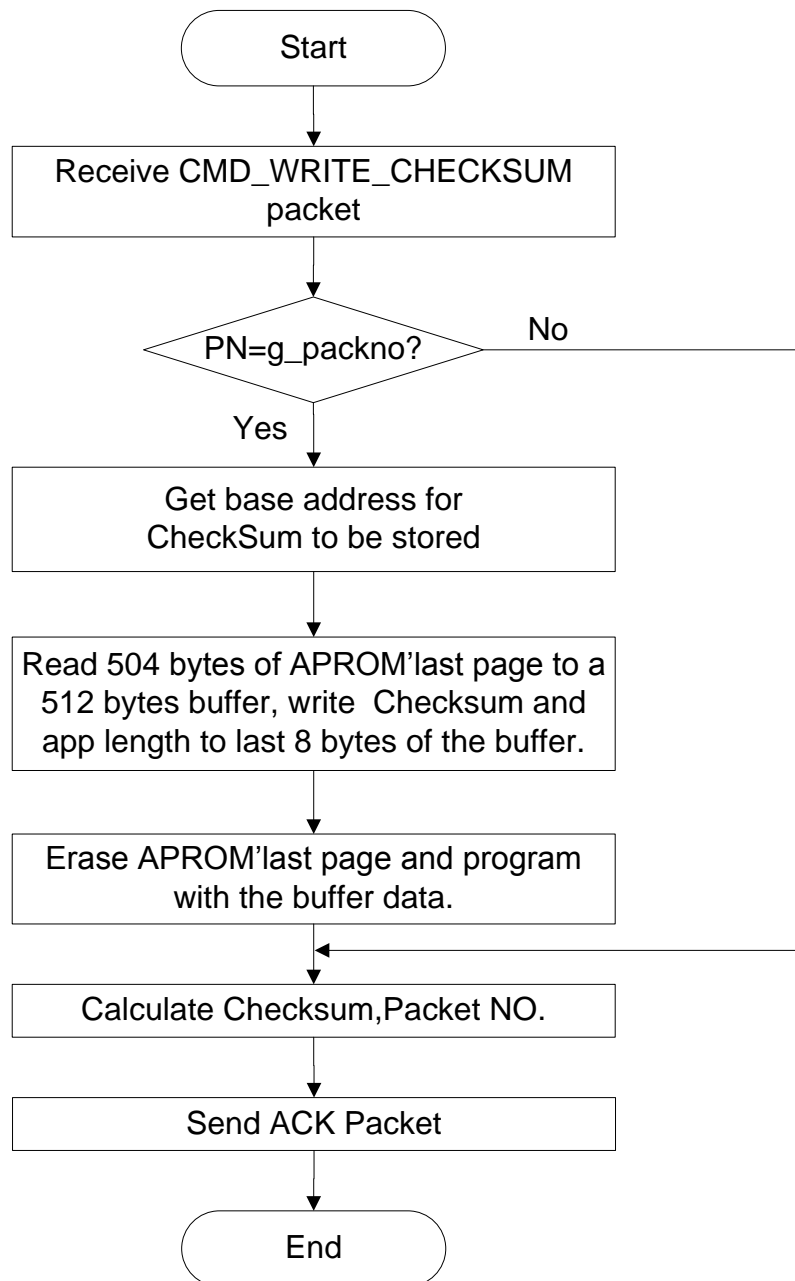 Start
Receive CMD_WRITE_CHECKSUM
packet
PN=g_packno?
No
Yes
Get base address for
CheckSum to be stored
Read 504 bytes of APROM’last page to a
512 bytes buffer, write  Checksum and
app length to last 8 bytes of the buffer.
Erase APROM’last page and program
with the buffer data.
Calculate Checksum,Packet NO.
Send ACK Packet
End